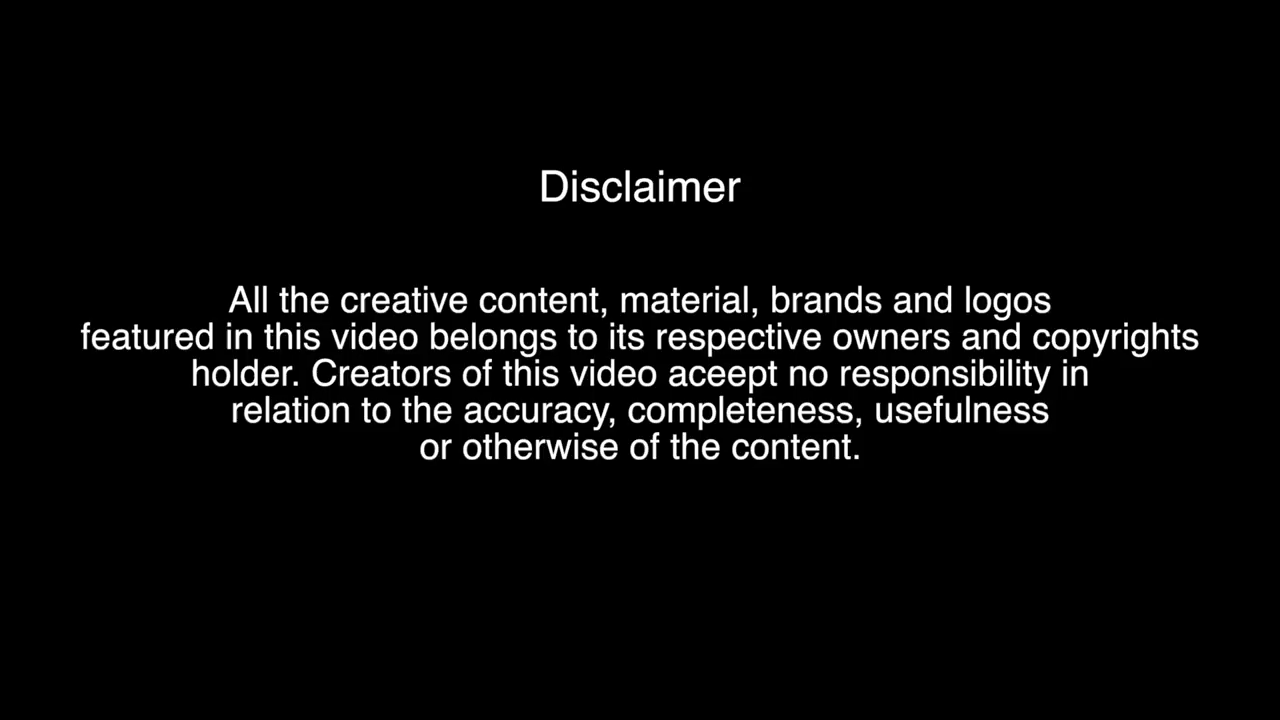 Disclaimer
All the creative content, material, brands and logos
featured in this video belongs to its respective owners and copyrights
holder. Creators of this video aceept no responsibility in
relation to the accuracy, completeness, usefulness
or otherwise of the content.